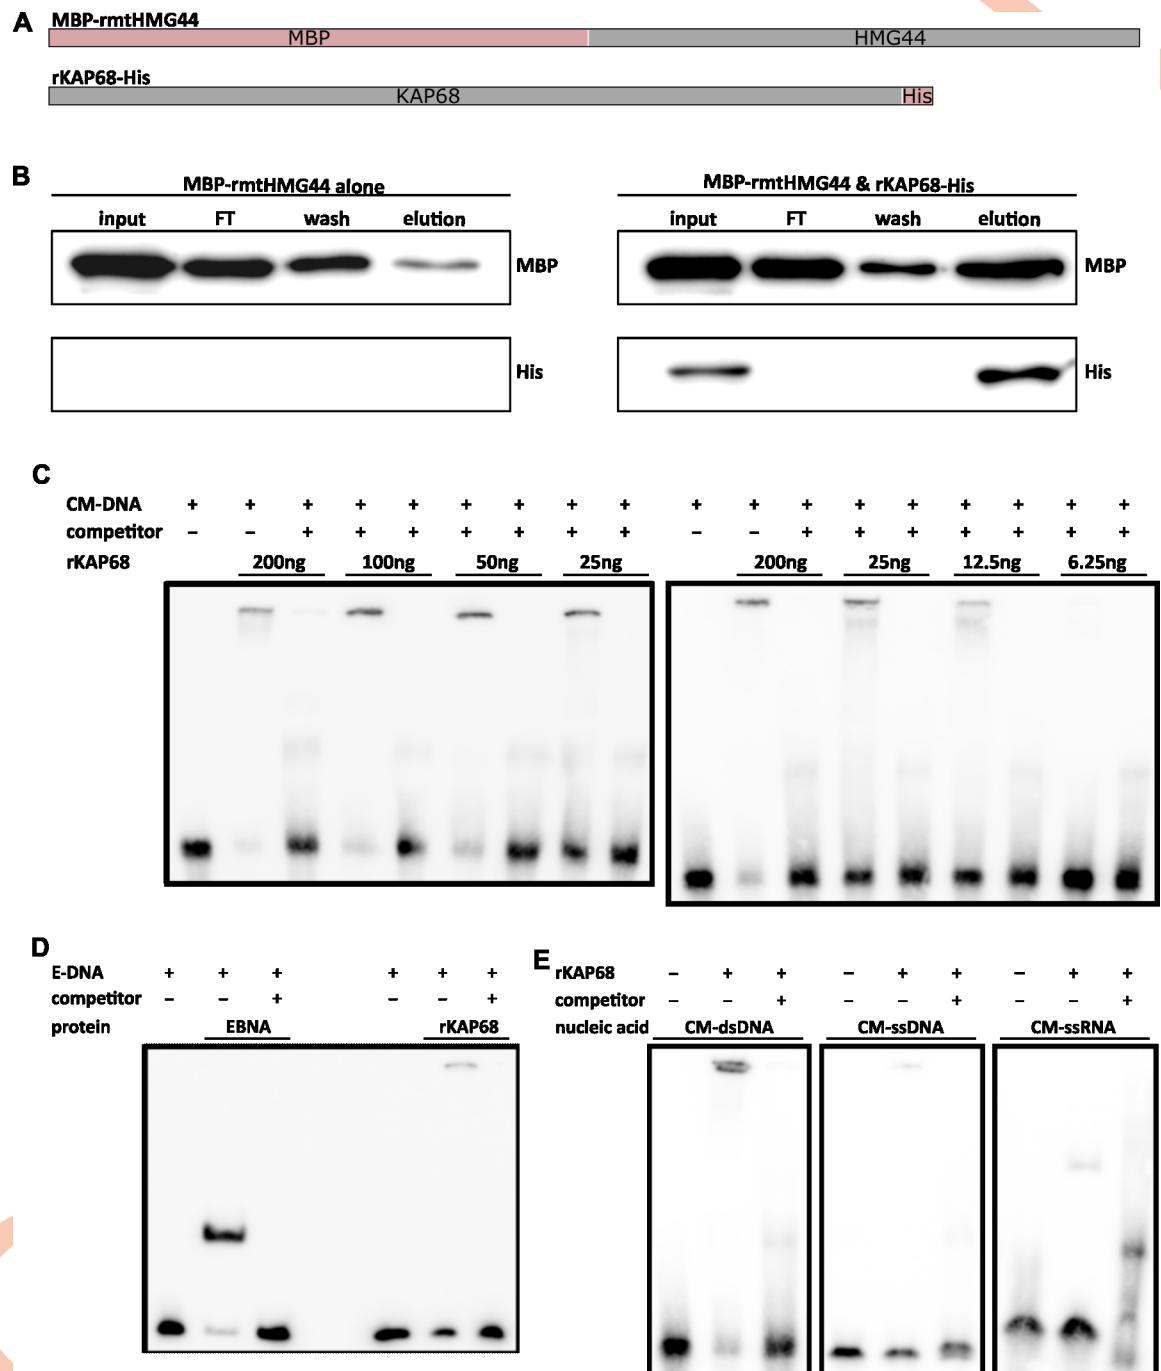 A
MBP-rmtHMG44
MBP HMG44
rKAP68-His
KAP68 His
B
MBP-rmtHMG44 alone MBP-rmtHMG44 & rKAP68-His
input FT wash elution input FT wash elution
MBP MBP
His His
C
CM-DNA + + + + + + + + + + + + + + + + + +
competitor – – + + + + + + + – – + + + + + + +
rKAP68 200ng 100ng 50ng 25ng 200ng 25ng 12.5ng 6.25ng
D E
E-DNA + + + + + + rKAP68 – + + – + + – + +
competitor – – + – – + competitor – – + – – + – – +
protein EBNA rKAP68 nucleic acid CM-dsDNA CM-ssDNA CM-ssRNA